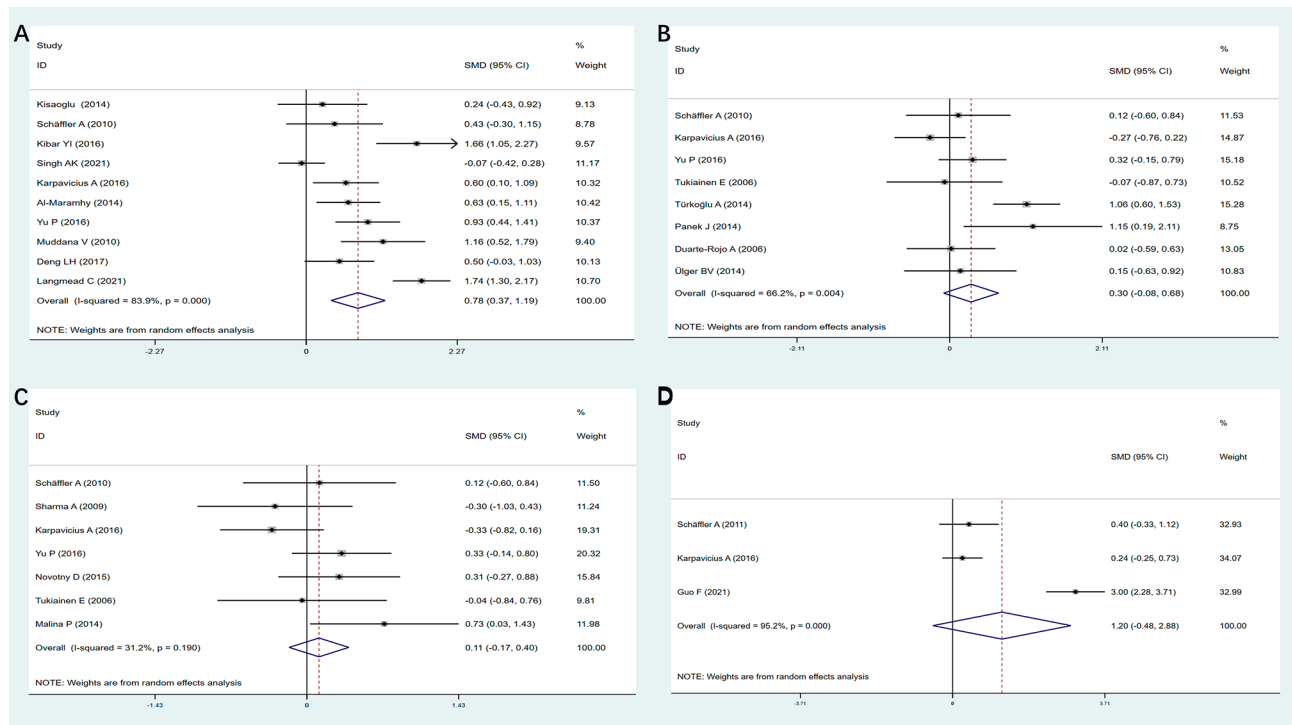 A
Study %
ID SMD (95% CI) Weight
Kisaoglu (2014) 0.24 (-0.43, 0.92) 9.13
Schäffler A (2010) 0.43 (-0.30, 1.15) 8.78
Kibar YI (2016) 1.66 (1.05, 2.27) 9.57
Singh AK (2021) -0.07 (-0.42, 0.28) 11.17
Karpavicius A (2016) 0.60 (0.10, 1.09) 10.32
Al-Maramhy (2014) 0.63 (0.15, 1.11) 10.42
Yu P (2016) 0.93 (0.44, 1.41) 10.37
Muddana V (2010) 1.16 (0.52, 1.79) 9.40
Deng LH (2017) 0.50 (-0.03, 1.03) 10.13
Langmead C (2021) 1.74 (1.30, 2.17) 10.70
Overall (I-squared = 83.9%, p = 0.000) 0.78 (0.37, 1.19) 100.00
NOTE: Weights are from random effects analysis
-2.27 0 2.27
B
Study %
ID SMD (95% CI) Weight
Schäffler A (2010) 0.12 (-0.60, 0.84) 11.53
Karpavicius A (2016) -0.27 (-0.76, 0.22) 14.87
Yu P (2016) 0.32 (-0.15, 0.79) 15.18
Tukiainen E (2006) -0.07 (-0.87, 0.73) 10.52
Türkoğlu A (2014) 1.06 (0.60, 1.53) 15.28
Panek J (2014) 1.15 (0.19, 2.11) 8.75
Duarte-Rojo A (2006) 0.02 (-0.59, 0.63) 13.05
Ülger BV (2014) 0.15 (-0.63, 0.92) 10.83
Overall (I-squared = 66.2%, p = 0.004) 0.30 (-0.08, 0.68) 100.00
NOTE: Weights are from random effects analysis
-2.11 0 2.11
C
Study %
ID SMD (95% CI) Weight
Schäffler A (2010) 0.12 (-0.60, 0.84) 11.50
Sharma A (2009) -0.30 (-1.03, 0.43) 11.24
Karpavicius A (2016) -0.33 (-0.82, 0.16) 19.31
Yu P (2016) 0.33 (-0.14, 0.80) 20.32
Novotny D (2015) 0.31 (-0.27, 0.88) 15.84
Tukiainen E (2006) -0.04 (-0.84, 0.76) 9.81
Malina P (2014) 0.73 (0.03, 1.43) 11.98
Overall (I-squared = 31.2%, p = 0.190) 0.11 (-0.17, 0.40) 100.00
NOTE: Weights are from random effects analysis
-1.43 0 1.43
D
Study %
ID SMD (95% CI) Weight
Schäffler A (2011) 0.40 (-0.33, 1.12) 32.93
Karpavicius A (2016) 0.24 (-0.25, 0.73) 34.07
Guo F (2021) 3.00 (2.28, 3.71) 32.99
Overall (I-squared = 95.2%, p = 0.000) 1.20 (-0.48, 2.88) 100.00
NOTE: Weights are from random effects analysis
-3.71 0 3.71